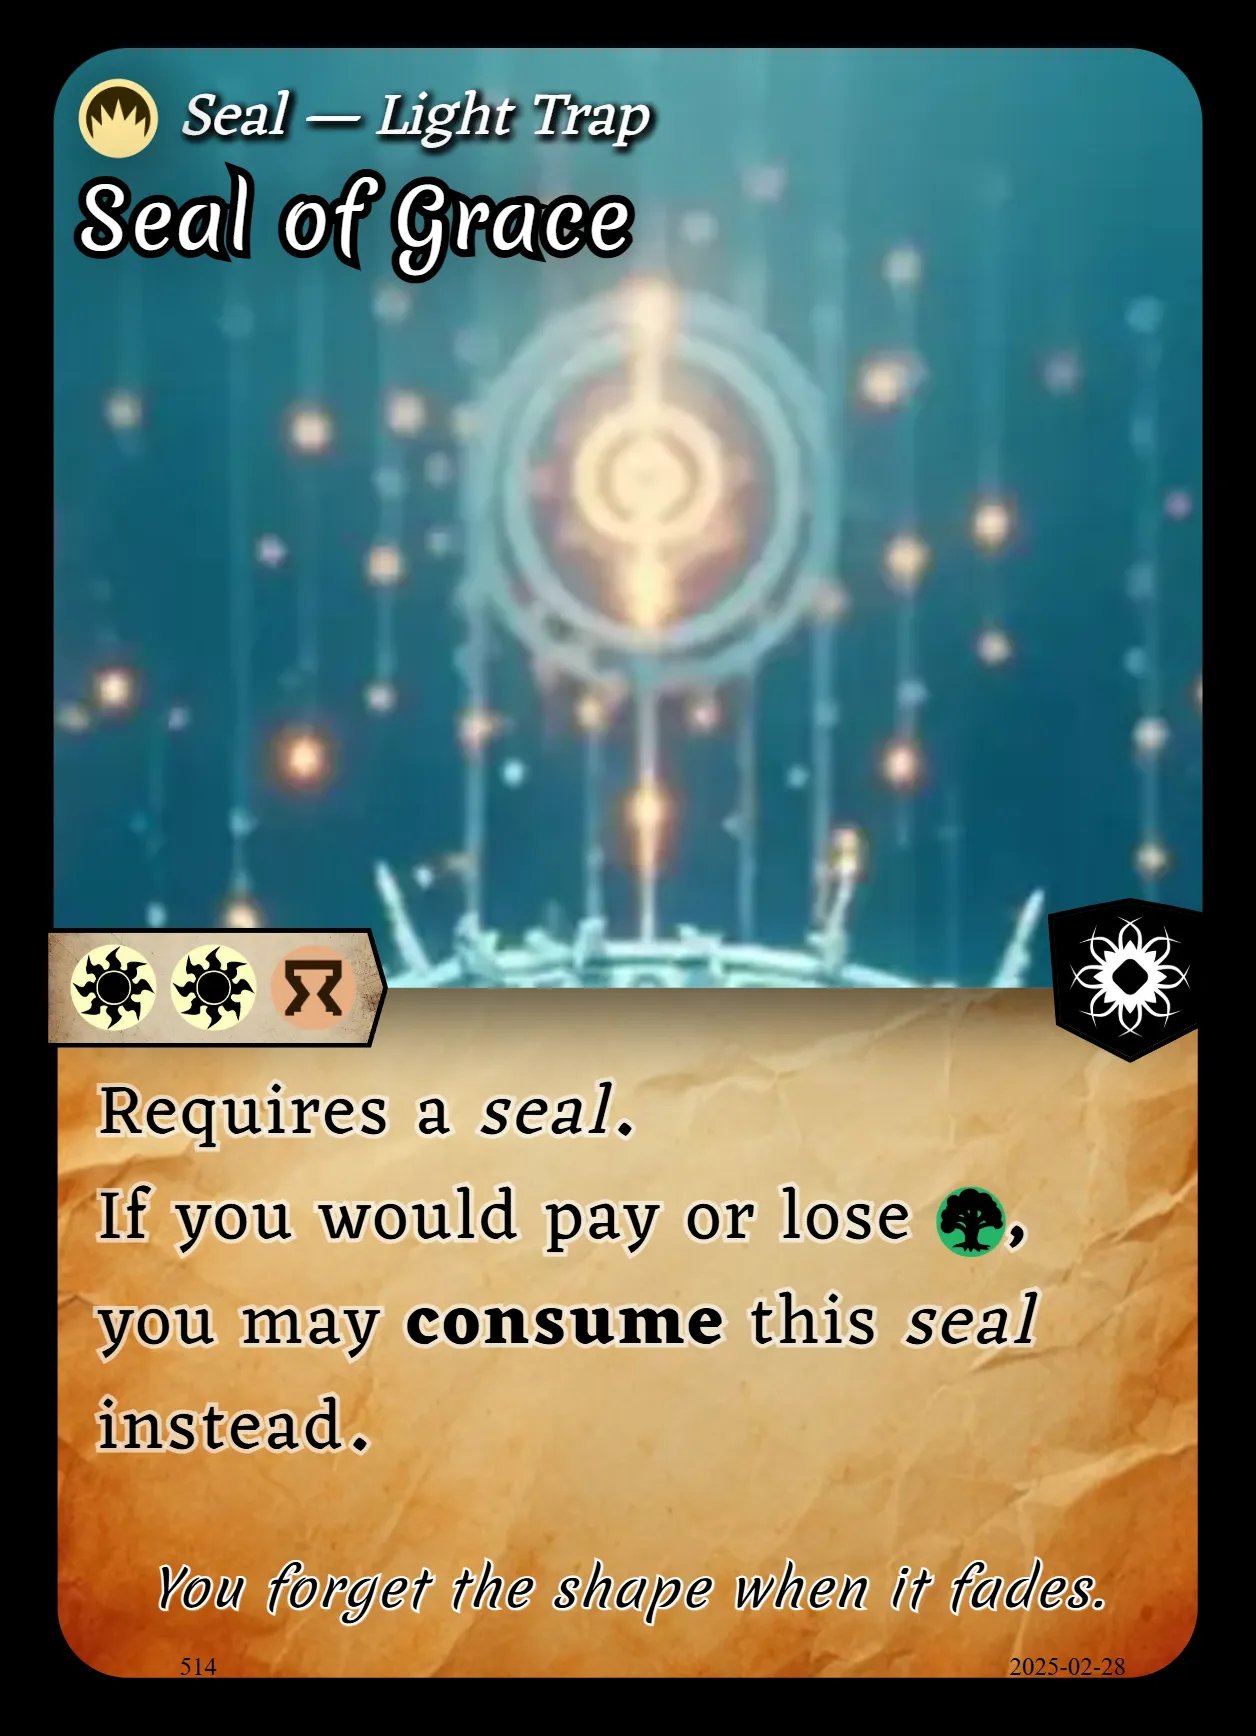 Seal — Light Trap
Seal of Grace
Requires a seal.
If you would pay or lose ,
you may consume this seal
instead.
You forget the shape when it fades.
514
2025-02-28